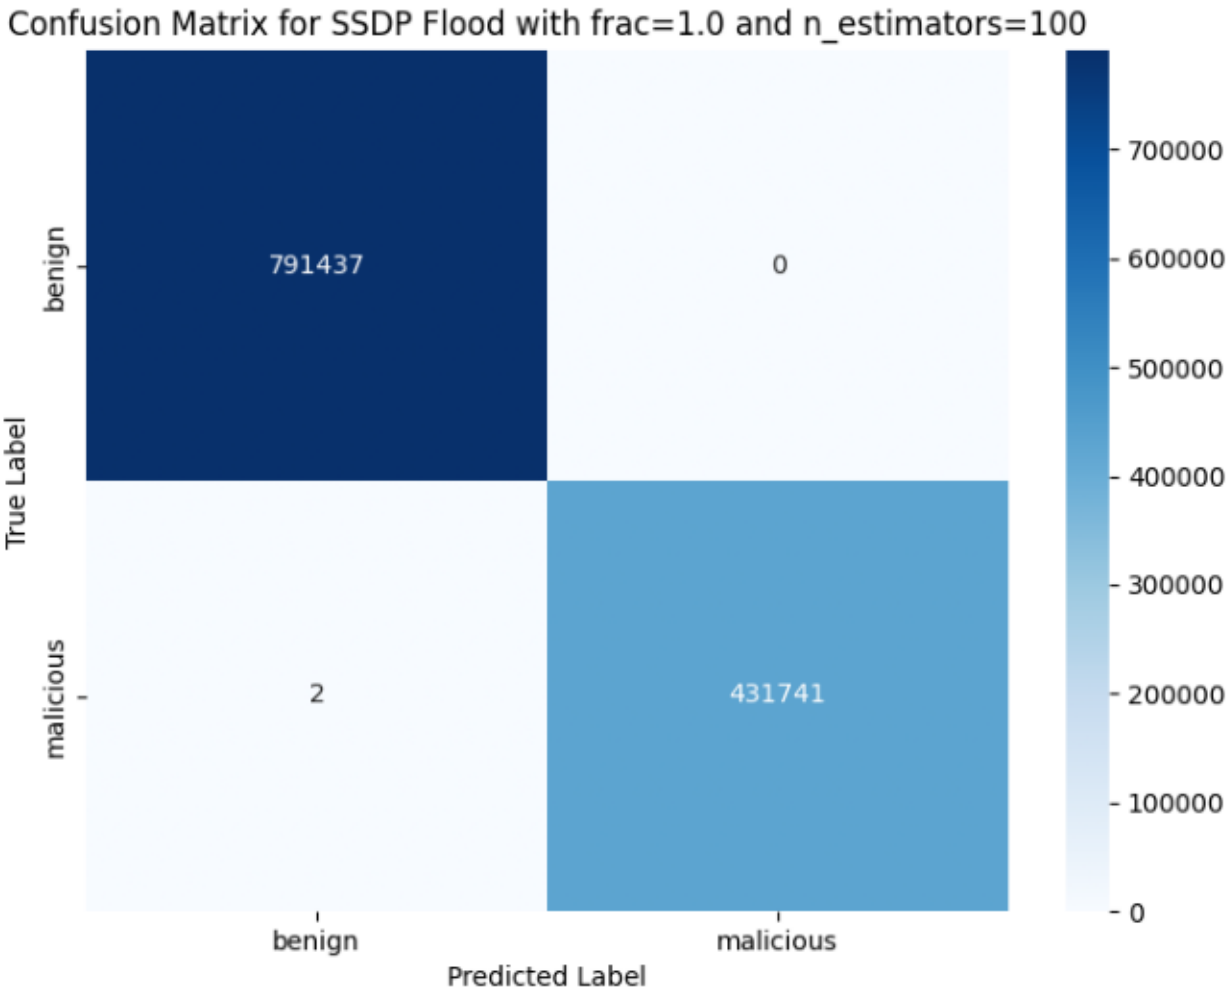 Confusion Matrix for SSDP Flood with frac=1.0 and n_estimators=100
True Label
benign
malicious
791437
0
2
431741
benign
malicious
Predicted Label
700000
600000
500000
400000
300000
200000
100000
0